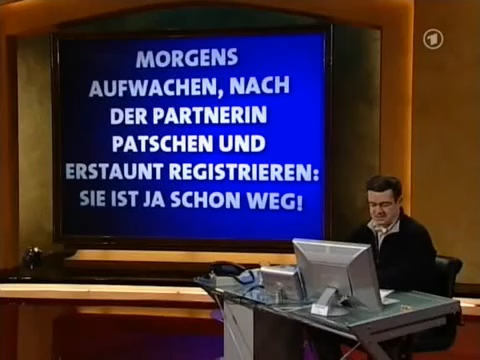 MORGENS
AUFWACHEN, NACH
DER PARTNERIN
PATSCHEN UND
ERSTAUNT REGISTRIEREN:
SIE IST JA SCHON WEG!